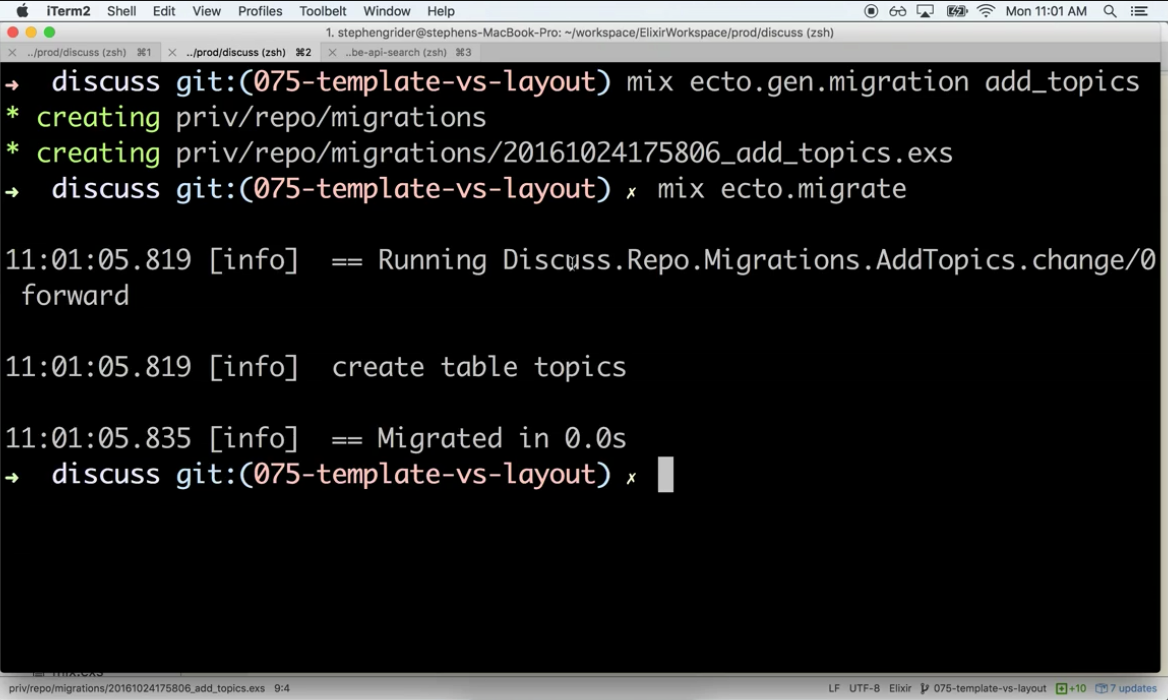 iTerm2 Shell Edit View Profiles Toolbelt Window Help Mon 11:01 AM
1. stephengrider@stephens-MacBook-Pro: ~/workspace/ElixirWorkspace/prod/discuss (zsh)
../prod/discuss (zsh) ⌘1 ../prod/discuss (zsh) ⌘2 ..be-api-search (zsh) ⌘3
→ discuss git:(075-template-vs-layout) mix ecto.gen.migration add_topics
* creating priv/repo/migrations
* creating priv/repo/migrations/20161024175806_add_topics.exs
→ discuss git:(075-template-vs-layout) ✗ mix ecto.migrate
11:01:05.819 [info] == Running Discuss.Repo.Migrations.AddTopics.change/0
forward
11:01:05.819 [info] create table topics
11:01:05.835 [info] == Migrated in 0.0s
→ discuss git:(075-template-vs-layout) ✗
mix.exs
priv/repo/migrations/20161024175806_add_topics.exs 9:4 LF UTF-8 Elixir 075-template-vs-layout +10 7 updates